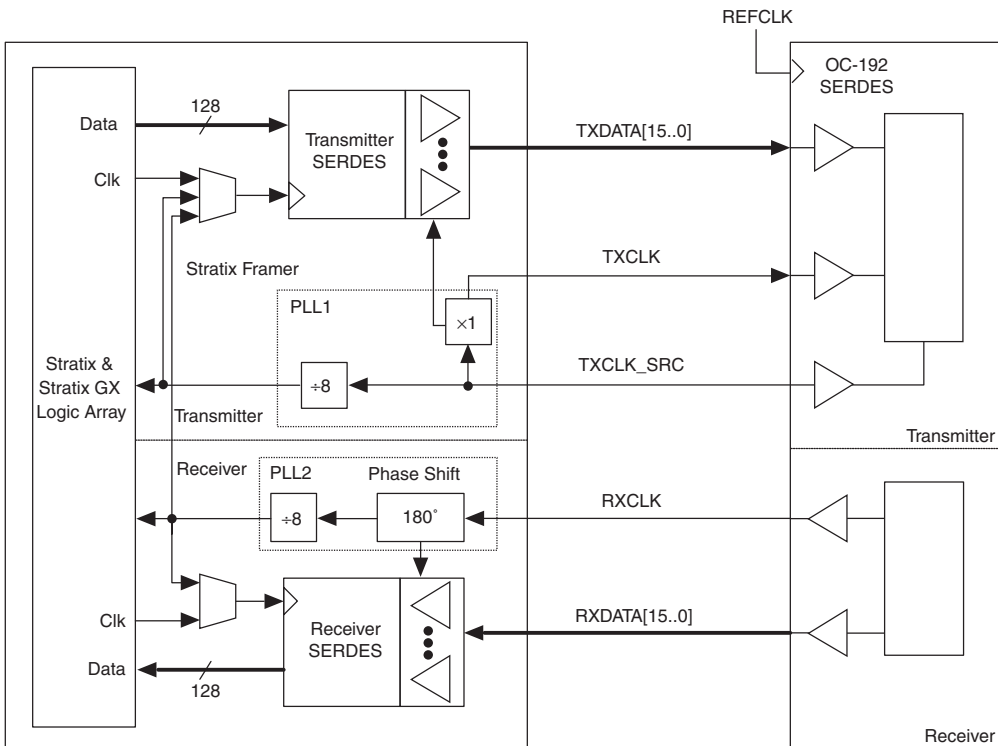 REFCLK
OC-192
SERDES
128
Data
Transmitter
SERDES
TXDATA[15..0]
Clk
TXCLK
Stratix Framer
PLL1
×1
Stratix &
Stratix GX
Logic Array
÷8
TXCLK_SRC
Transmitter
Transmitter
Receiver
PLL2
Phase Shift
÷8
180°
RXCLK
Clk
Receiver
SERDES
RXDATA[15..0]
Data
128
Receiver